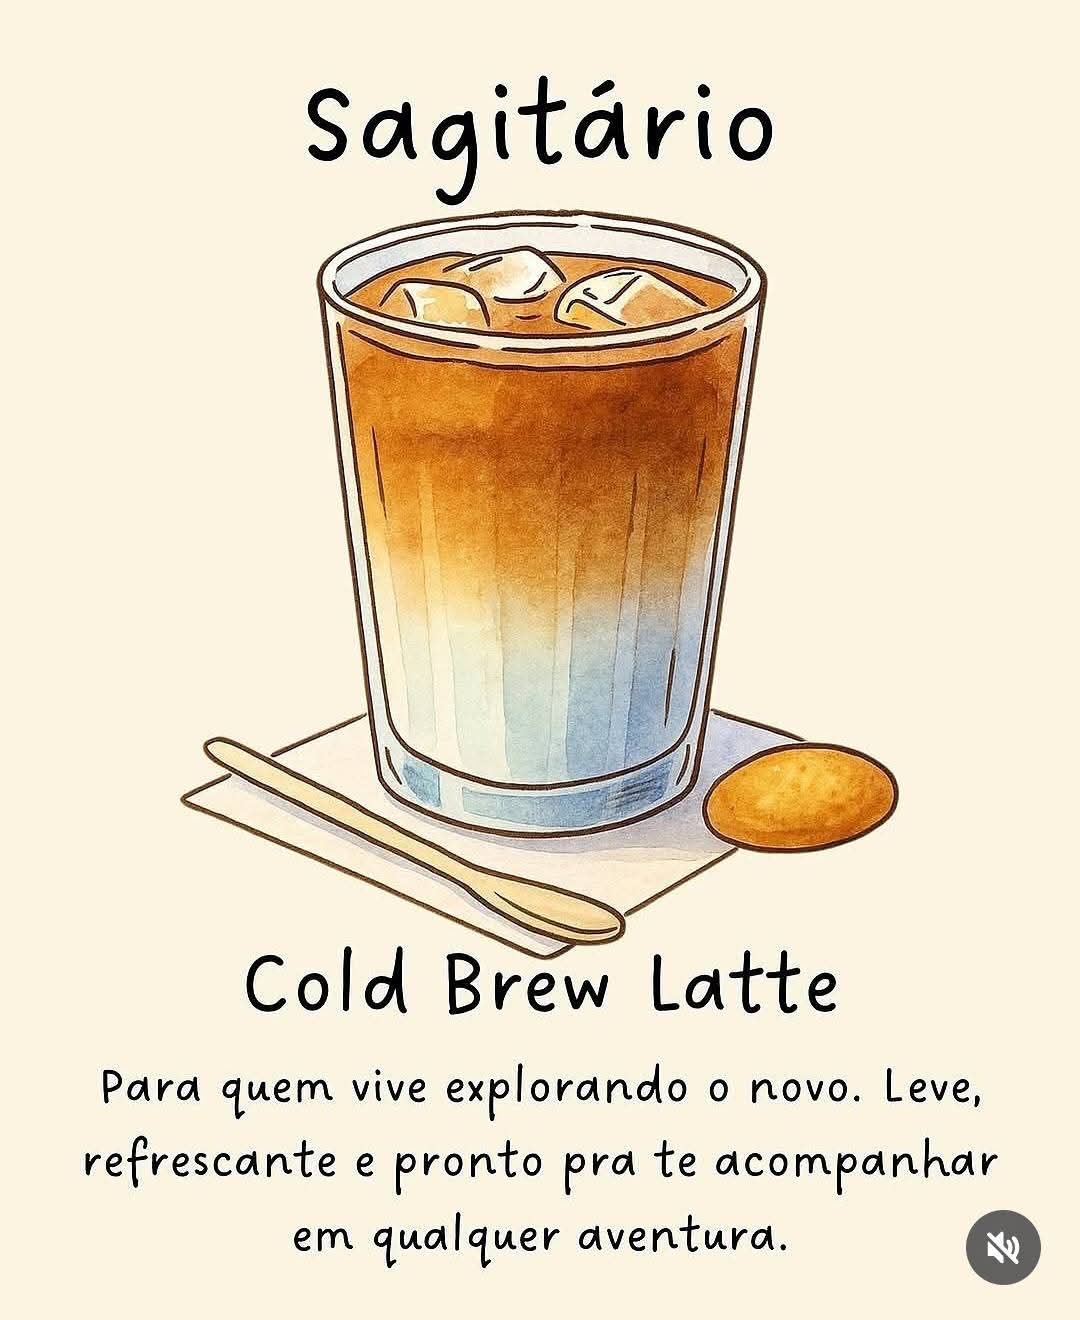 Sagitário
Cold Brew Latte
Para quem vive explorando o novo. Leve,
refrescante e pronto pra te acompanhar
em qualquer aventura.